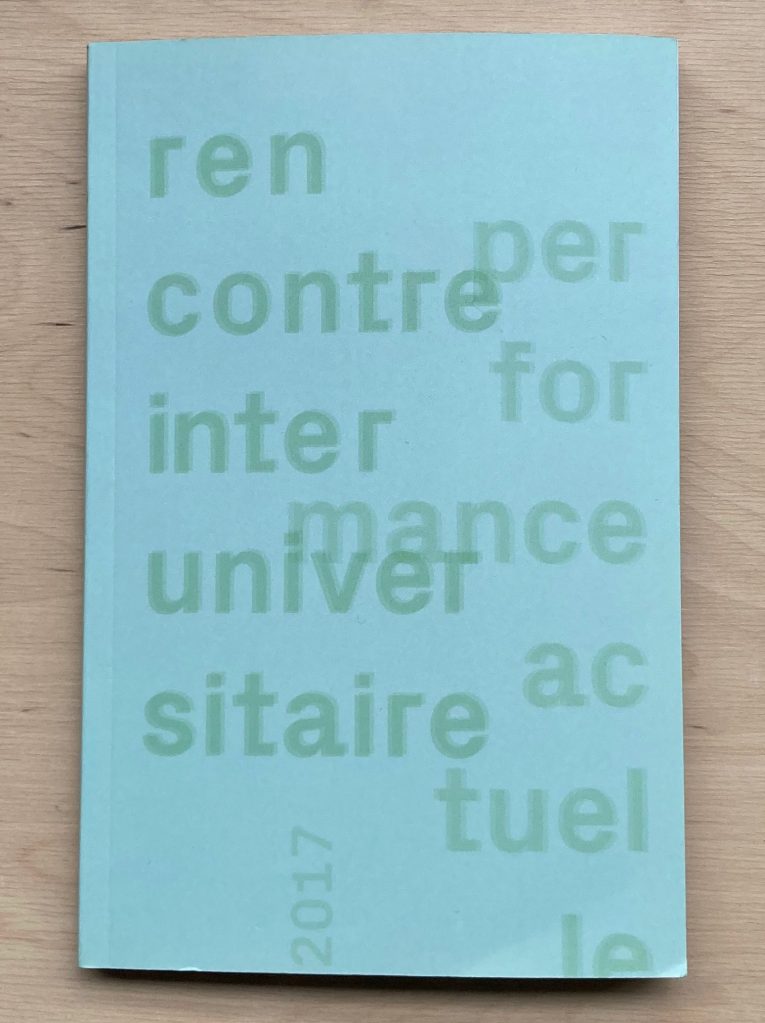 ren
contre
inter
univer
sitaire
per
for
mance
ac
tuel
le
2017